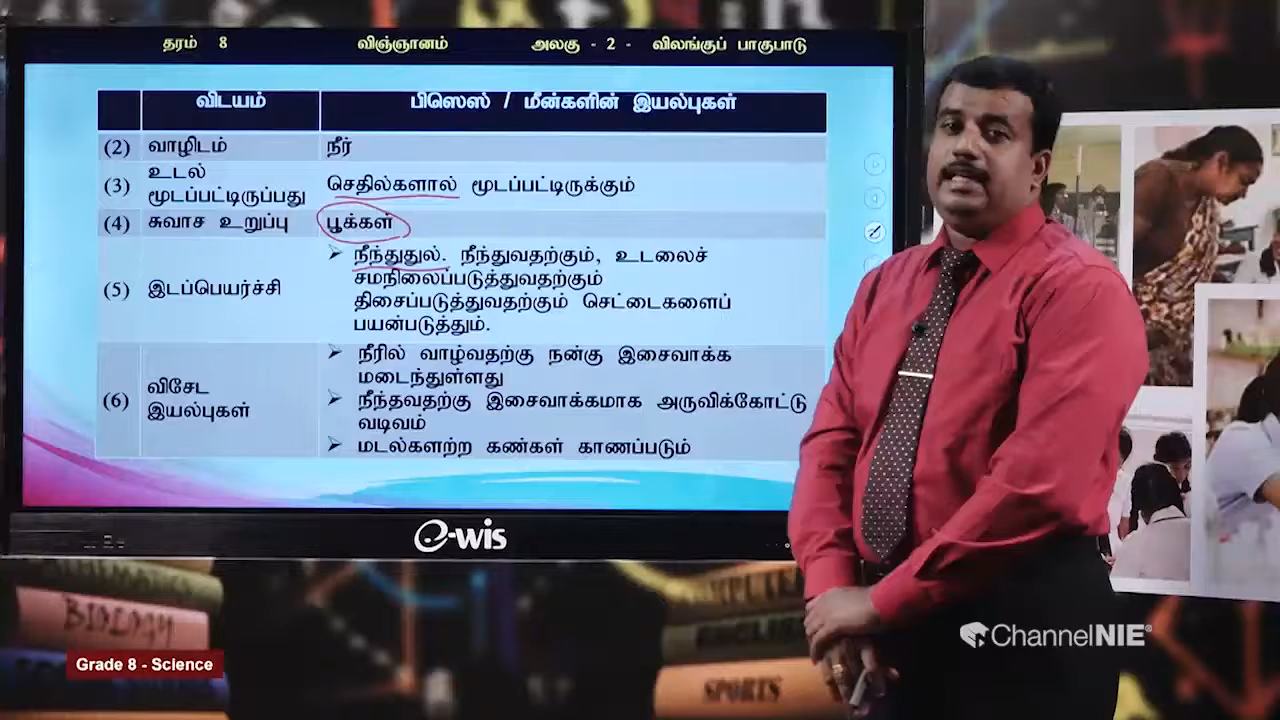 தரம் 8 விஞ்ஞானம் அலகு - 2 - விலங்குப் பாகுபாடு
விடயம் பிஸெஸ் / மீன்களின் இயல்புகள்
(2) வாழிடம் நீர்
(3) உடல்
மூடப்பட்டிருப்பது செதில்களால் மூடப்பட்டிருக்கும்
(4) சுவாச உறுப்பு பூக்கள்
(5) இடப்பெயர்ச்சி
➢ நீந்துதுல். நீந்துவதற்கும், உடலைச்
சமநிலைப்படுத்துவதற்கும்
திசைப்படுத்துவதற்கும் செட்டைகளைப்
பயன்படுத்தும்.
(6) விசேட
இயல்புகள்
➢ நீரில் வாழ்வதற்கு நன்கு இசைவாக்க
மடைந்துள்ளது
➢ நீந்தவதற்கு இசைவாக்கமாக அருவிக்கோட்டு
வடிவம்
➢ மடல்களற்ற கண்கள் காணப்படும்
e-wis
BIOLOGY
SPORTS
Grade 8 - Science
ChannelNIE